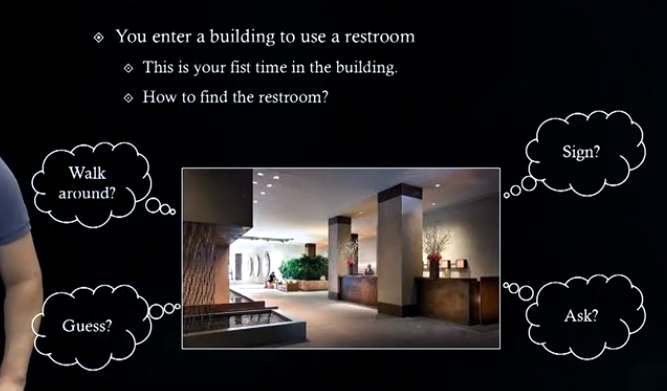 You enter a building to use a restroom
This is your fist time in the building.
How to find the restroom?
Walk
around?
Sign?
Guess?
Ask?